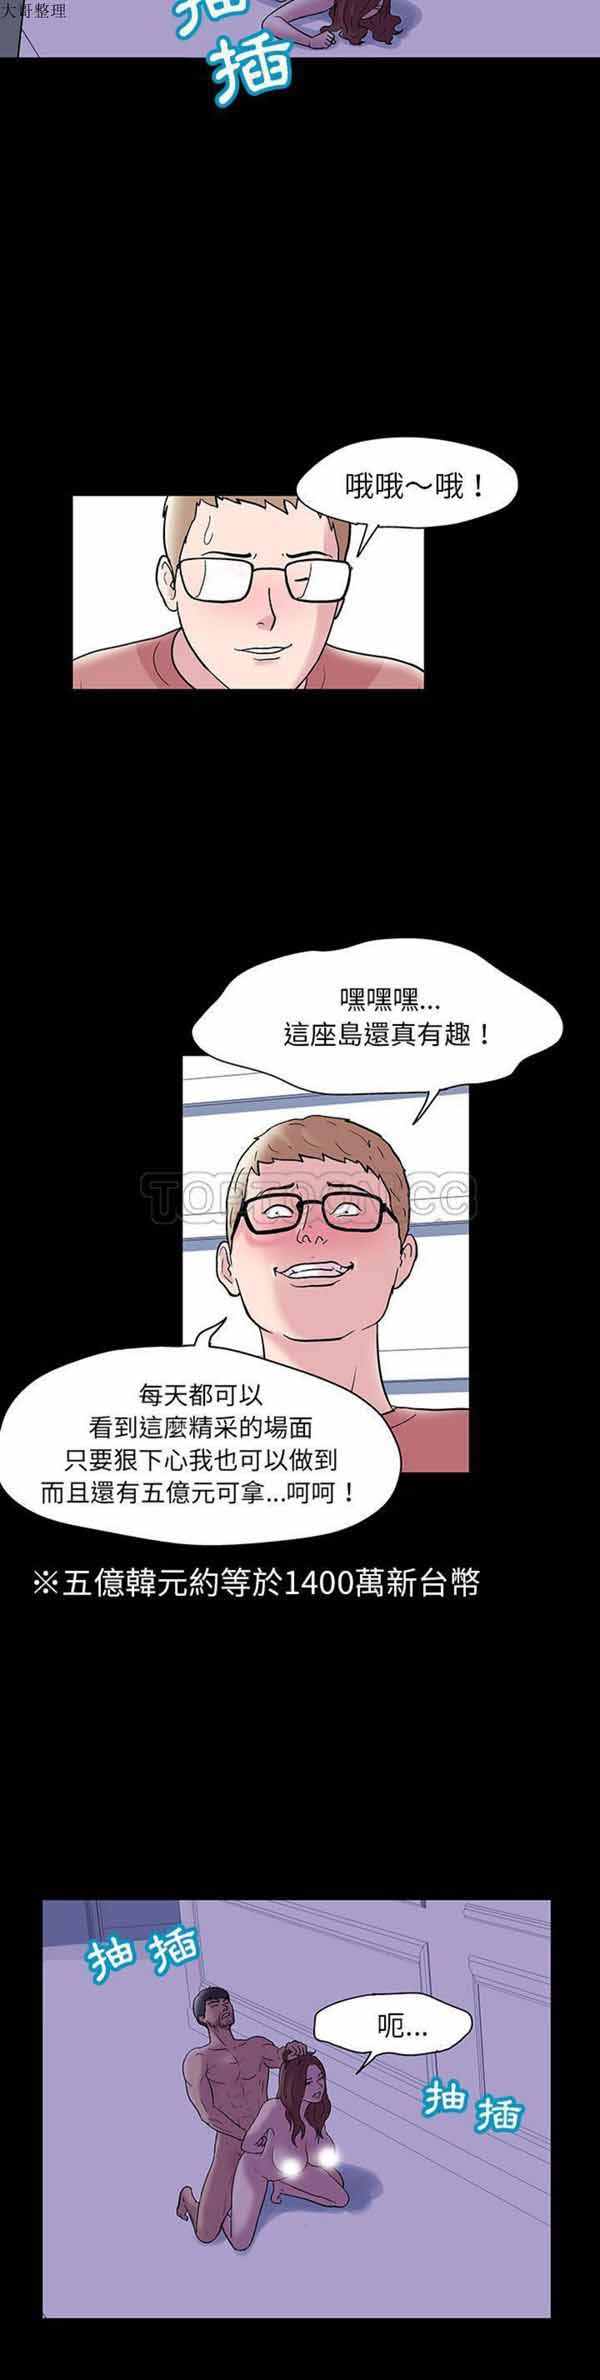 大哥整理
抽
插
哦哦～哦！
嘿嘿嘿...
這座島還真有趣！
TOPTOON.CC
每天都可以
看到這麼精采的場面
只要狠下心我也可以做到
而且還有五億元可拿...呵呵！
※五億韓元約等於1400萬新台幣
抽 插
呃...
抽 插